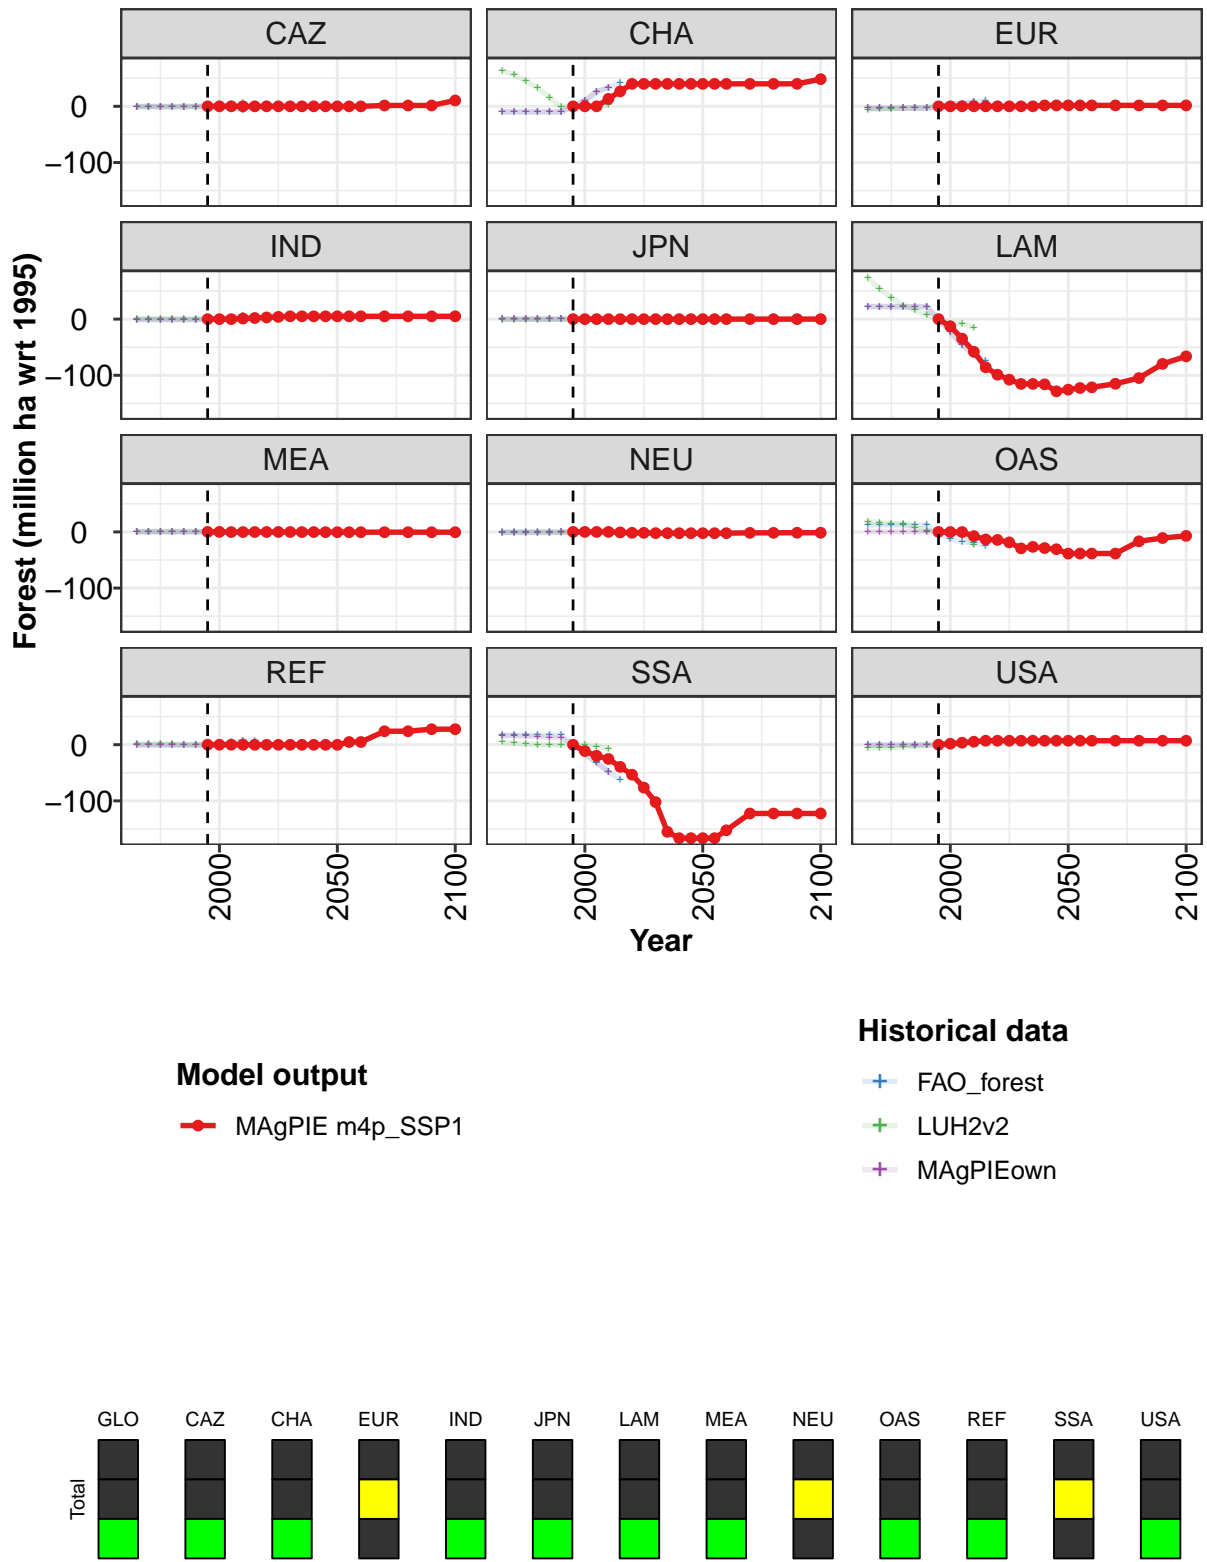 CAZ CHA EUR
0
−100
IND JPN LAM
0
−100
MEA NEU OAS
0
−100
REF SSA USA
0
−100
Forest (million ha wrt 1995)
2000 2050 2100 2000 2050 2100 2000 2050 2100
Year
Model output
MAgPIE m4p_SSP1
Historical data
FAO_forest
LUH2v2
MAgPIEown
GLO CAZ CHA EUR IND JPN LAM MEA NEU OAS REF SSA USA
Total